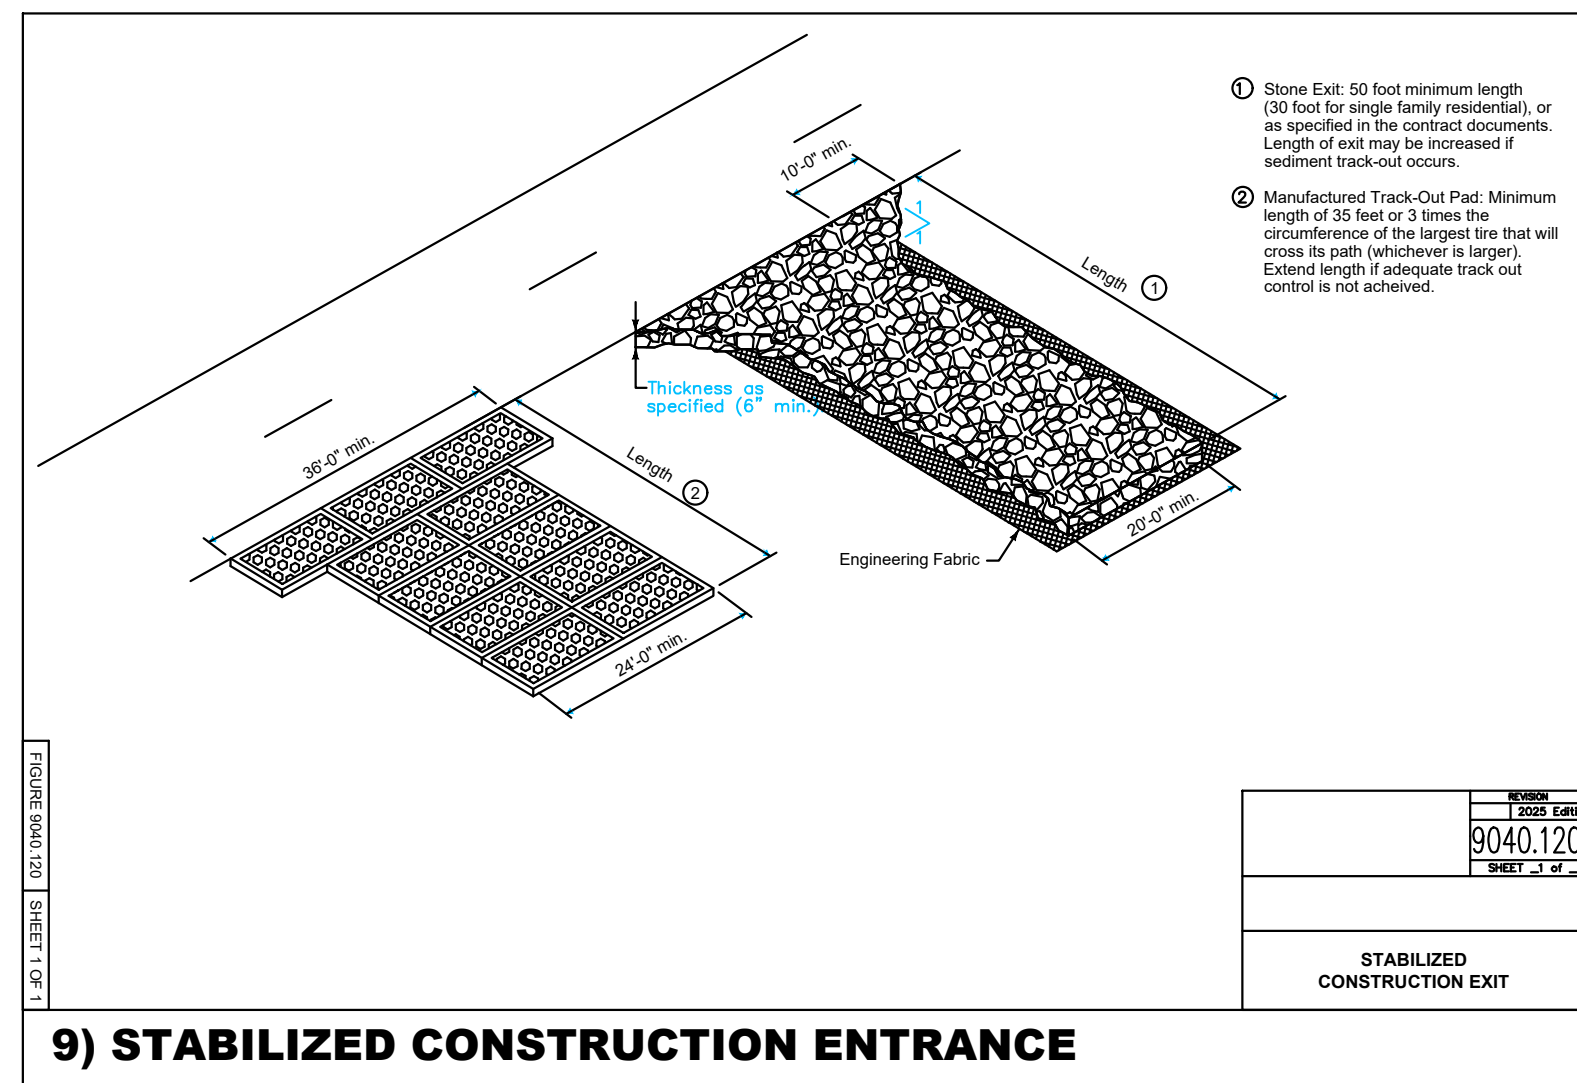 ① Stone Exit: 50 foot minimum length
(30 foot for single family residential), or
as specified in the contract documents.
Length of exit may be increased if
sediment track-out occurs.
② Manufactured Track-Out Pad: Minimum
length of 35 feet or 3 times the
circumference of the largest tire that will
cross its path (whichever is larger).
Extend length if adequate track out
control is not acheived.
10'-0" min.
1
1
Length ①
Thickness as
specified (6" min.)
36'-0" min.
Length ②
20'-0" min.
Engineering Fabric
24'-0" min.
FIGURE 9040.120
SHEET 1 OF 1
REVISION
2025 Editi
9040.120
SHEET _1 of _
STABILIZED
CONSTRUCTION EXIT
9) STABILIZED CONSTRUCTION ENTRANCE